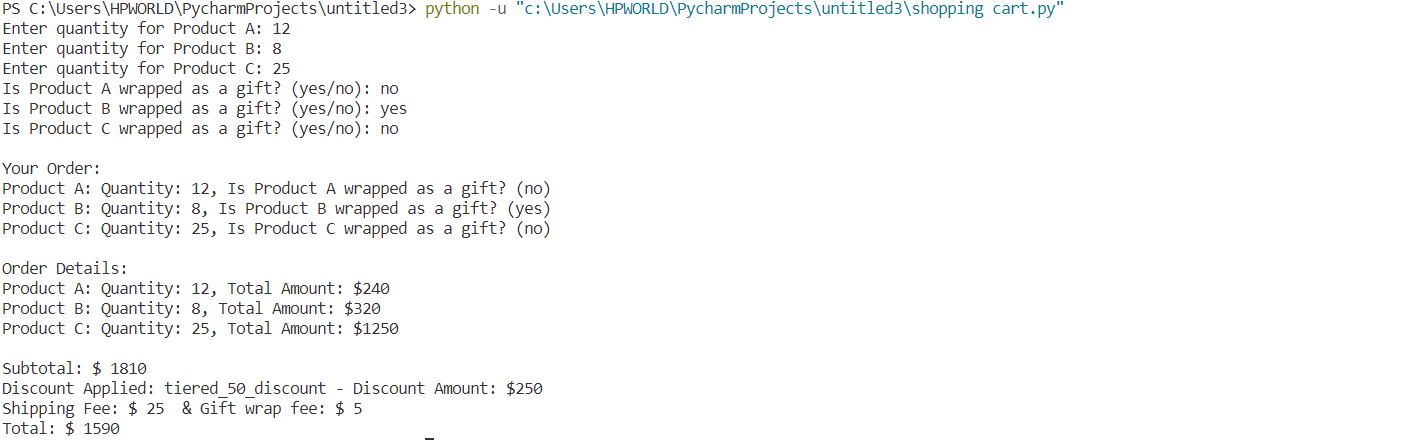 PS C:\Users\HPWORLD\PycharmProjects\untitled3> python -u "c:\Users\HPWORLD\PycharmProjects\untitled3\shopping cart.py"
Enter quantity for Product A: 12
Enter quantity for Product B: 8
Enter quantity for Product C: 25
Is Product A wrapped as a gift? (yes/no): no
Is Product B wrapped as a gift? (yes/no): yes
Is Product C wrapped as a gift? (yes/no): no

Your Order:
Product A: Quantity: 12, Is Product A wrapped as a gift? (no)
Product B: Quantity: 8, Is Product B wrapped as a gift? (yes)
Product C: Quantity: 25, Is Product C wrapped as a gift? (no)

Order Details:
Product A: Quantity: 12, Total Amount: $240
Product B: Quantity: 8, Total Amount: $320
Product C: Quantity: 25, Total Amount: $1250

Subtotal: $ 1810
Discount Applied: tiered_50_discount - Discount Amount: $250
Shipping Fee: $ 25  & Gift wrap fee: $ 5
Total: $ 1590